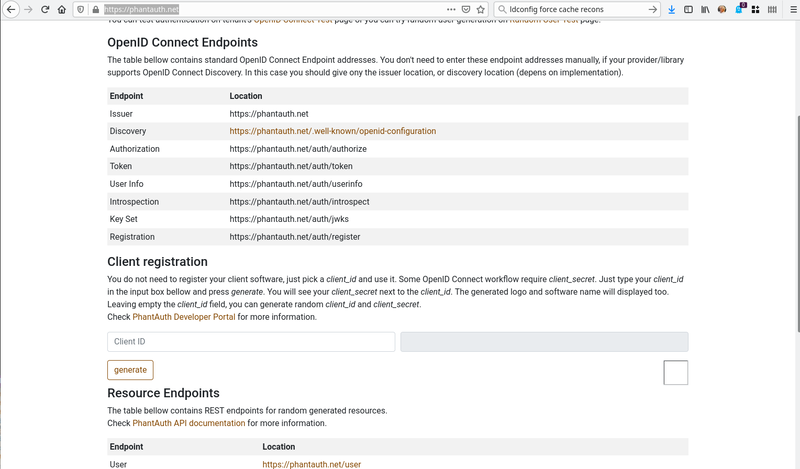 https://phantauth.net
ldconfig force cache recons
You can test authentication on tenant's OpenID Connect Test page or you can try random user generation on Random User Test page.
OpenID Connect Endpoints
The table bellow contains standard OpenID Connect Endpoint addresses. You don't need to enter these endpoint addresses manually, if your provider/library
supports OpenID Connect Discovery. In this case you should give ony the issuer location, or discovery location (depens on implementation).
Endpoint Location
Issuer https://phantauth.net
Discovery https://phantauth.net/.well-known/openid-configuration
Authorization https://phantauth.net/auth/authorize
Token https://phantauth.net/auth/token
User Info https://phantauth.net/auth/userinfo
Introspection https://phantauth.net/auth/introspect
Key Set https://phantauth.net/auth/jwks
Registration https://phantauth.net/auth/register
Client registration
You do not need to register your client software, just pick a client_id and use it. Some OpenID Connect workflow require client_secret. Just type your client_id
in the input box bellow and press generate. You will see your client_secret next to the client_id. The generated logo and software name will displayed too.
Leaving empty the client_id field, you can generate random client_id and client_secret.
Check PhantAuth Developer Portal for more information.
Client ID
generate
Resource Endpoints
The table bellow contains REST endpoints for random generated resources.
Check PhantAuth API documentation for more information.
Endpoint Location
User https://phantauth.net/user